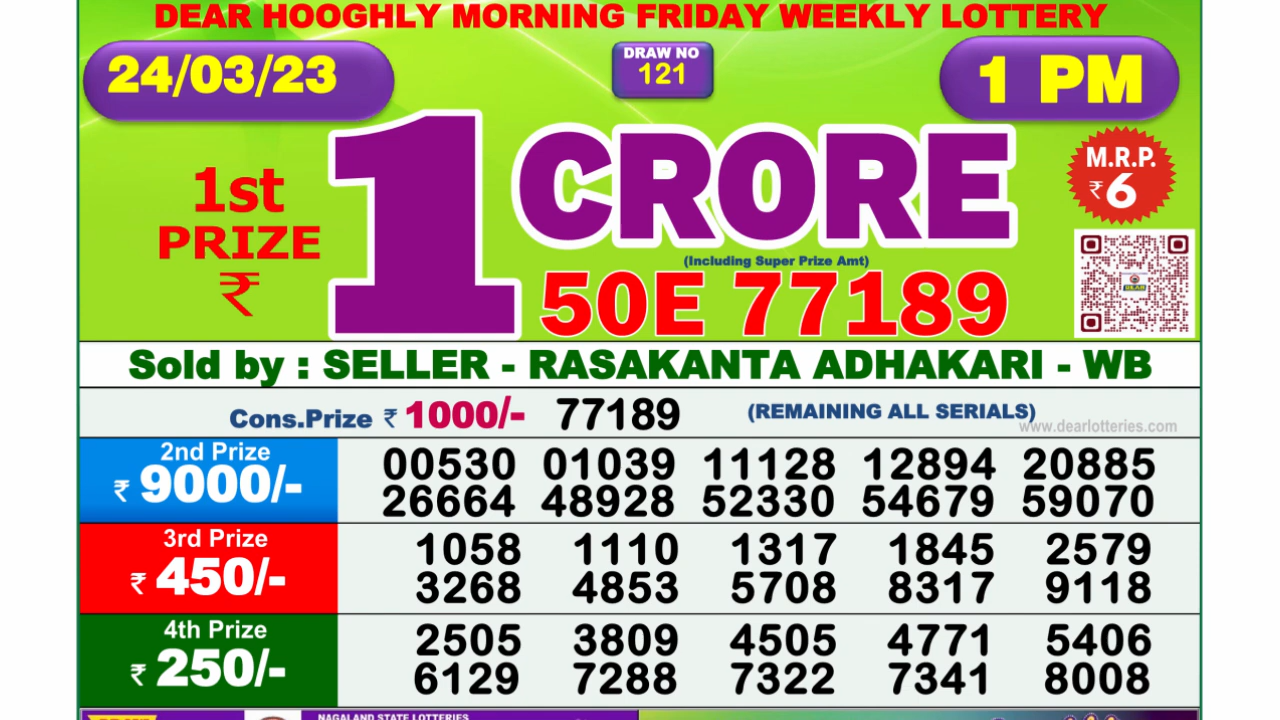 DEAR HOOGHLY MORNING FRIDAY WEEKLY LOTTERY
24/03/23
DRAW NO
121
1 PM
1st
PRIZE
₹
1 CRORE
(Including Super Prize Amt)
50E 77189
M.R.P.
₹6
Sold by : SELLER - RASAKANTA ADHAKARI - WB
Cons.Prize ₹ 1000/- 77189 (REMAINING ALL SERIALS)
www.dearlotteries.com
2nd Prize
₹ 9000/-
00530 01039 11128 12894 20885
26664 48928 52330 54679 59070
3rd Prize
₹ 450/-
1058 1110 1317 1845 2579
3268 4853 5708 8317 9118
4th Prize
₹ 250/-
2505 3809 4505 4771 5406
6129 7288 7322 7341 8008
NAGALAND STATE LOTTERIES